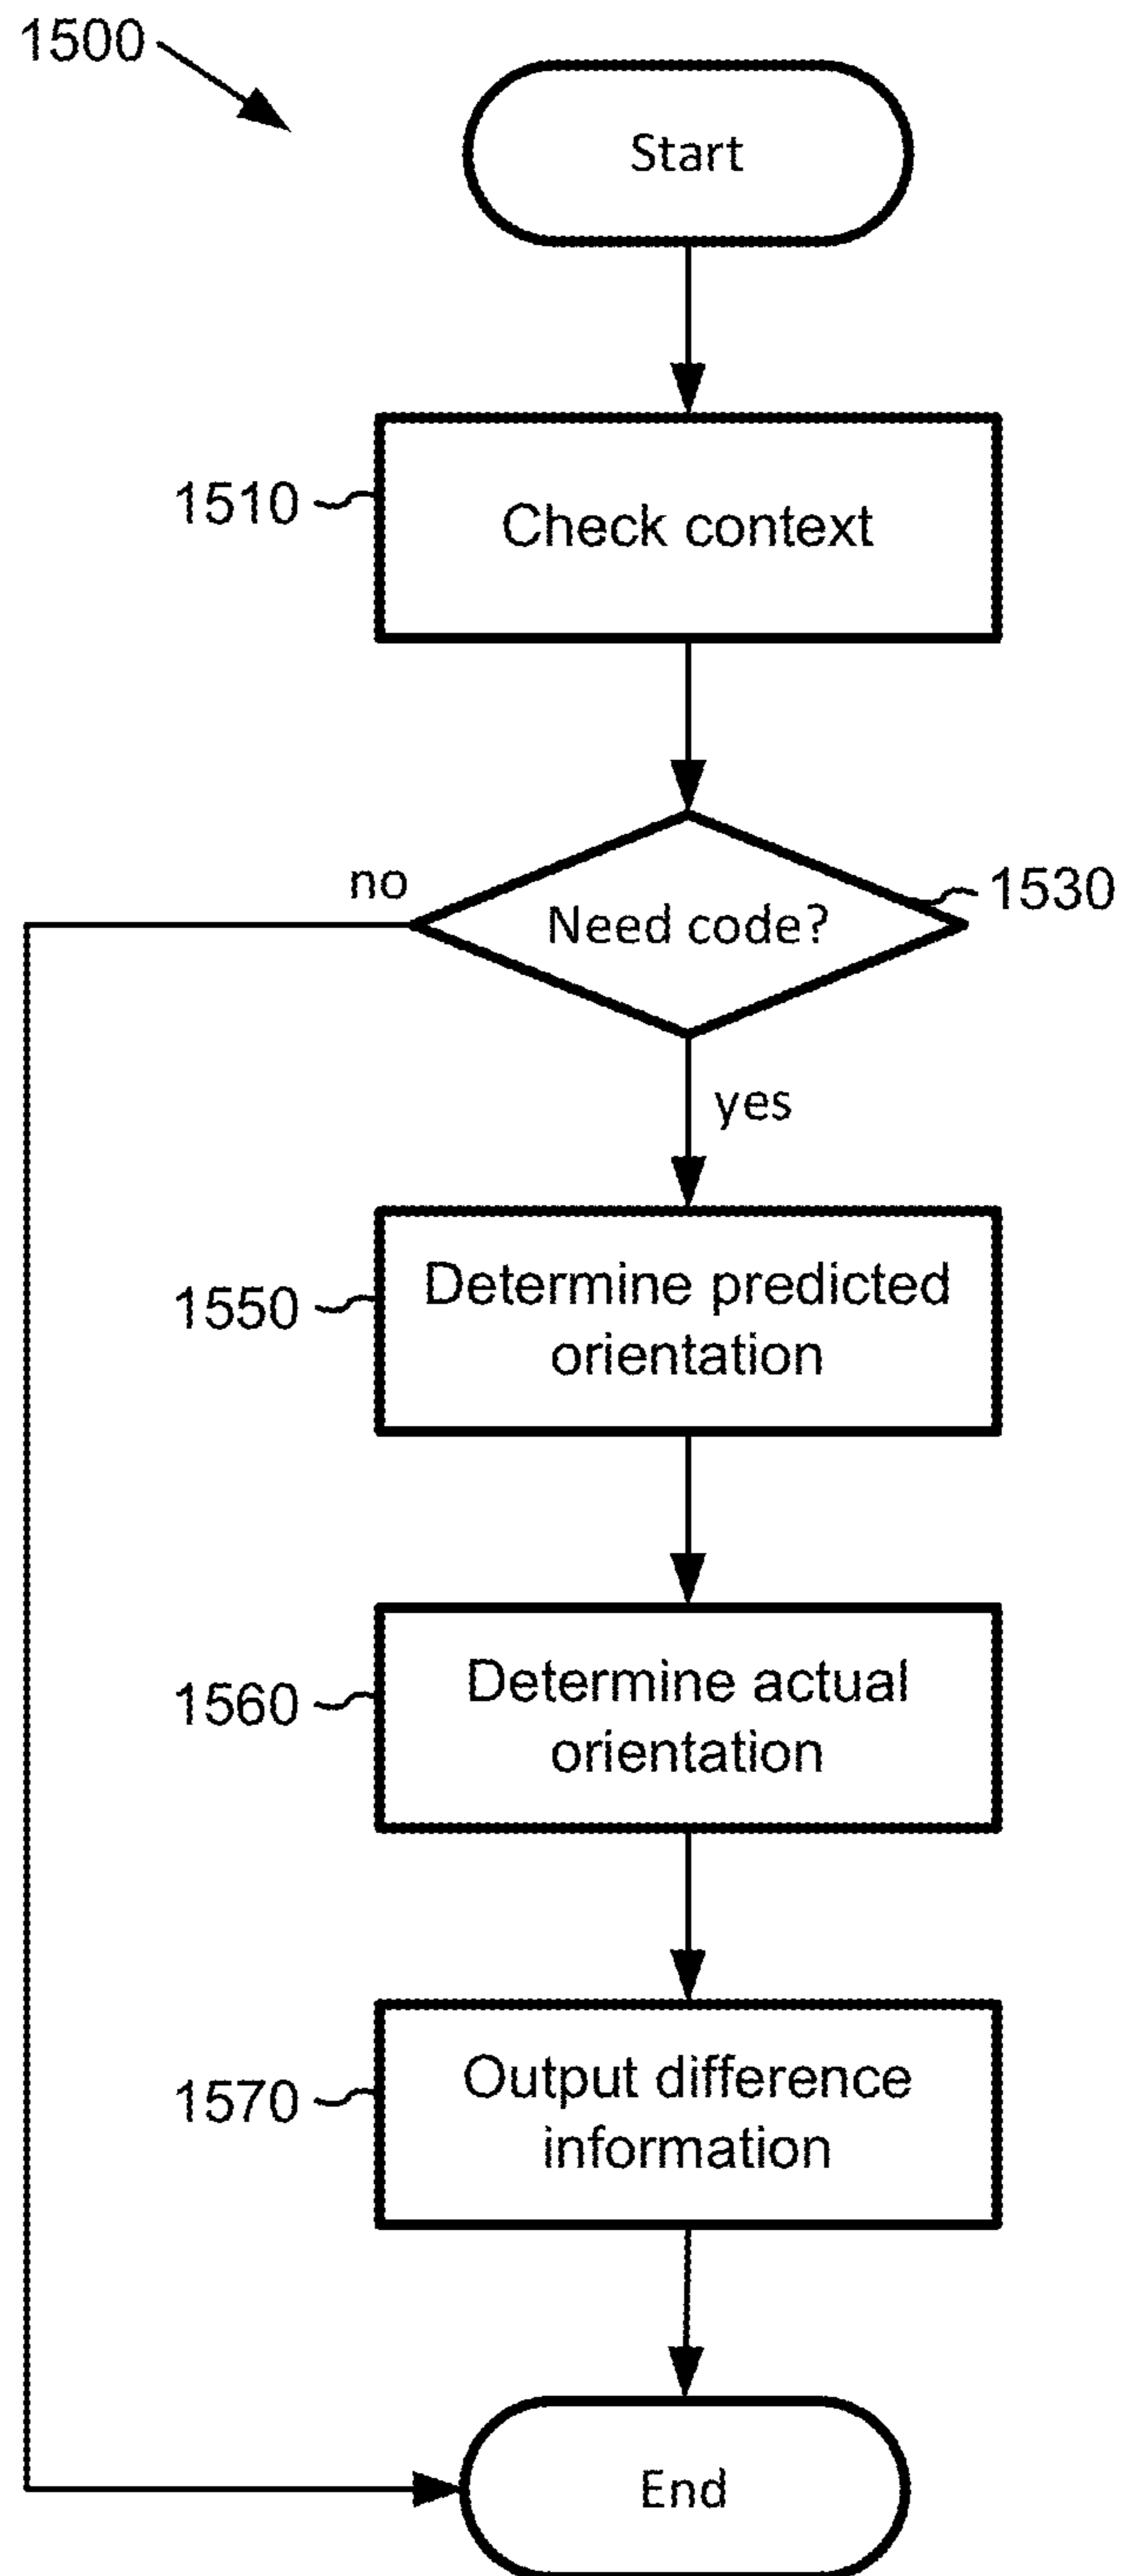 1500
Start
1510
Check context
no
1530
Need code?
yes
1550
Determine predicted
orientation
1560
Determine actual
orientation
1570
Output difference
information
End